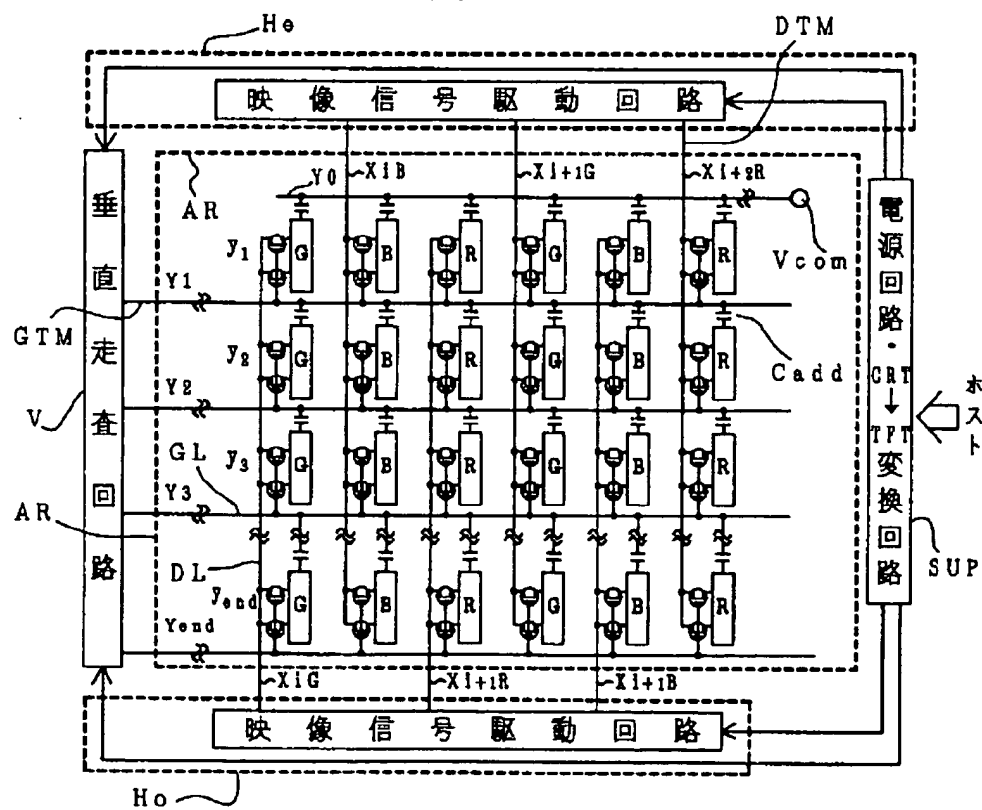 He
DTM
映像信号駆動回路
AR
Y0
XiB
Xi+1G
Xi+2R
Vcom
垂直走査回路
V
電源回路・CRT→TFT変換回路
ホスト
SUP
y1
G
B
R
G
B
R
Y1
GTM
Cadd
y2
G
B
R
G
B
R
Y2
GL
y3
G
B
R
G
B
R
Y3
AR
DL
yend
G
B
R
G
B
R
Yend
XiG
Xi+1R
Xi+1B
映像信号駆動回路
Ho